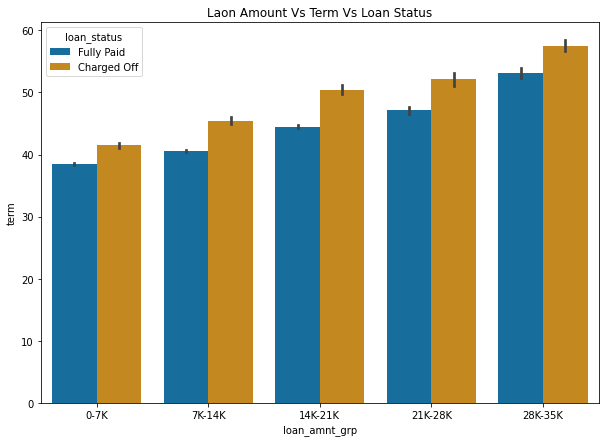 Laon Amount Vs Term Vs Loan Status
loan_status
Fully Paid
Charged Off
60
50
40
30
20
10
0
term
0-7K 7K-14K 14K-21K 21K-28K 28K-35K
loan_amnt_grp